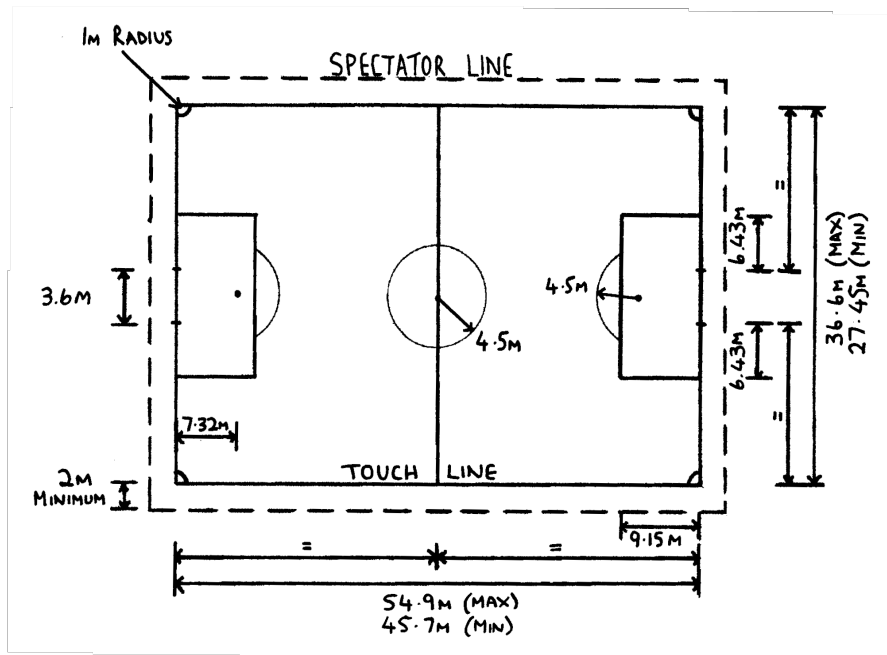 1M RADIUS
SPECTATOR LINE
3.6M
4.5M
4.5M
6.43M
=
36.6M (MAX)
27.45M (MIN)
6.43M
=
7.32M
TOUCH LINE
2M
MINIMUM
9.15M
=
=
54.9M (MAX)
45.7M (MIN)